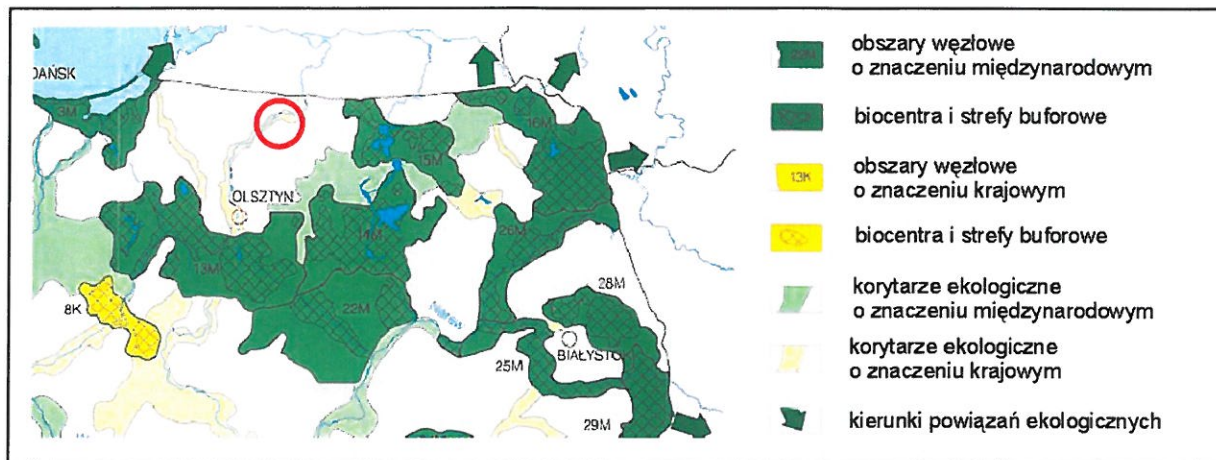 DAŃSK
3M
16M
15M
OLSZTYN
14M
26M
13M
28M
8K
22M
Narew
BIAŁYSTOK
25M
29M
obszary węzłowe
o znaczeniu międzynarodowym
biocentra i strefy buforowe
13K
obszary węzłowe
o znaczeniu krajowym
biocentra i strefy buforowe
korytarze ekologiczne
o znaczeniu międzynarodowym
korytarze ekologiczne
o znaczeniu krajowym
kierunki powiązań ekologicznych